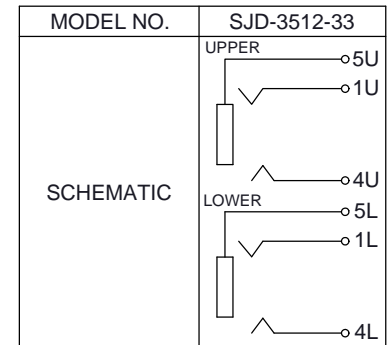 MODEL NO. SJD-3512-33
UPPER
5U
1U
4U
SCHEMATIC
LOWER
5L
1L
4L